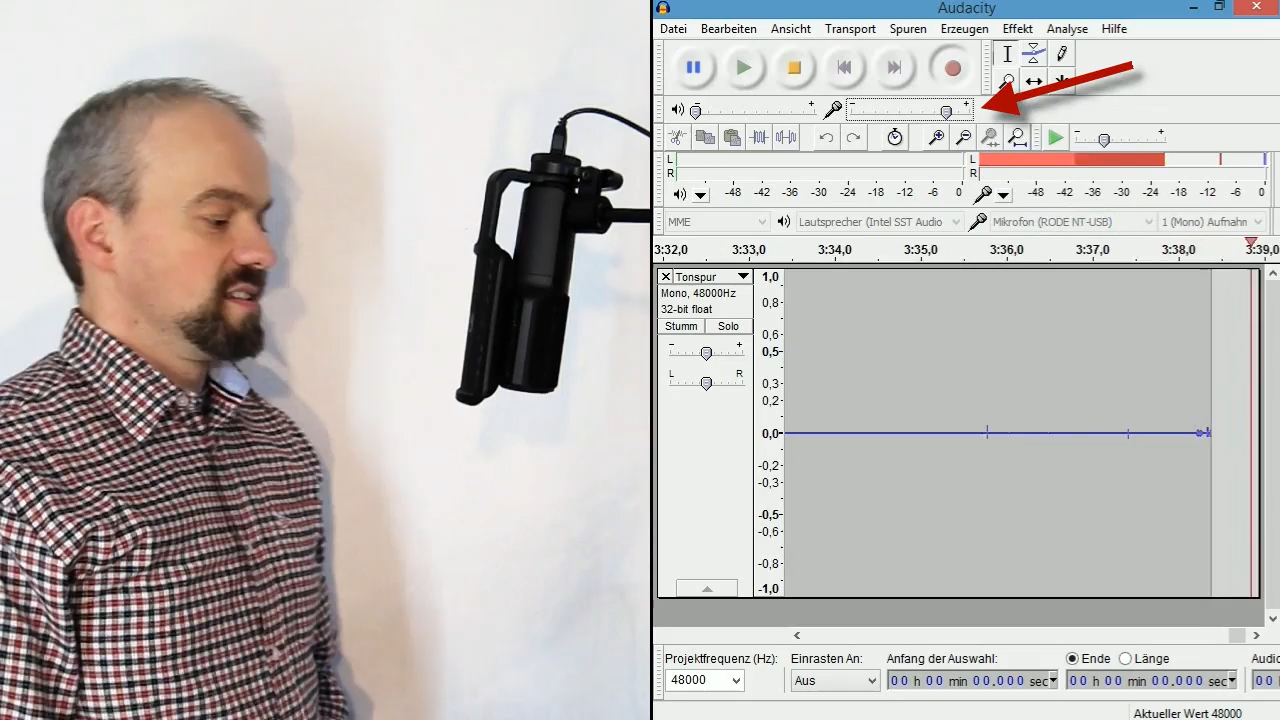 Audacity
Datei Bearbeiten Ansicht Transport Spuren Erzeugen Effekt Analyse Hilfe
- + - +
- +
L L
R R
-48 -42 -36 -30 -24 -18 -12 -6 0 -48 -42 -36 -30 -24 -18 -12 -6 0
MME Lautsprecher (Intel SST Audio Mikrofon (RODE NT-USB) 1 (Mono) Aufnahm
3:32,0 3:33,0 3:34,0 3:35,0 3:36,0 3:37,0 3:38,0 3:39,0
Tonspur
Mono, 48000Hz
32-bit float
Stumm Solo
- +
L R
1,0
0,8
0,6
0,5
0,3
0,2
0,0
-0,2
-0,3
-0,5
-0,6
-0,8
-1,0
Projektfrequenz (Hz): Einrasten An: Anfang der Auswahl: Ende Länge Audio
48000 Aus 00 h 00 min 00.000 sec 00 h 00 min 00.000 sec 00
Aktueller Wert 48000